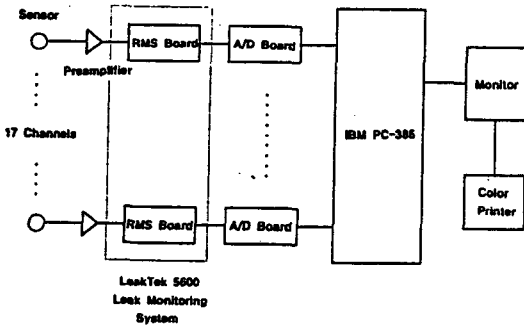 Sensor
RMS Board
A/D Board
Preamplifier
17 Channels
IBM PC-386
Monitor
Color
Printer
RMS Board
A/D Board
LeakTek 5600
Leak Monitoring
System